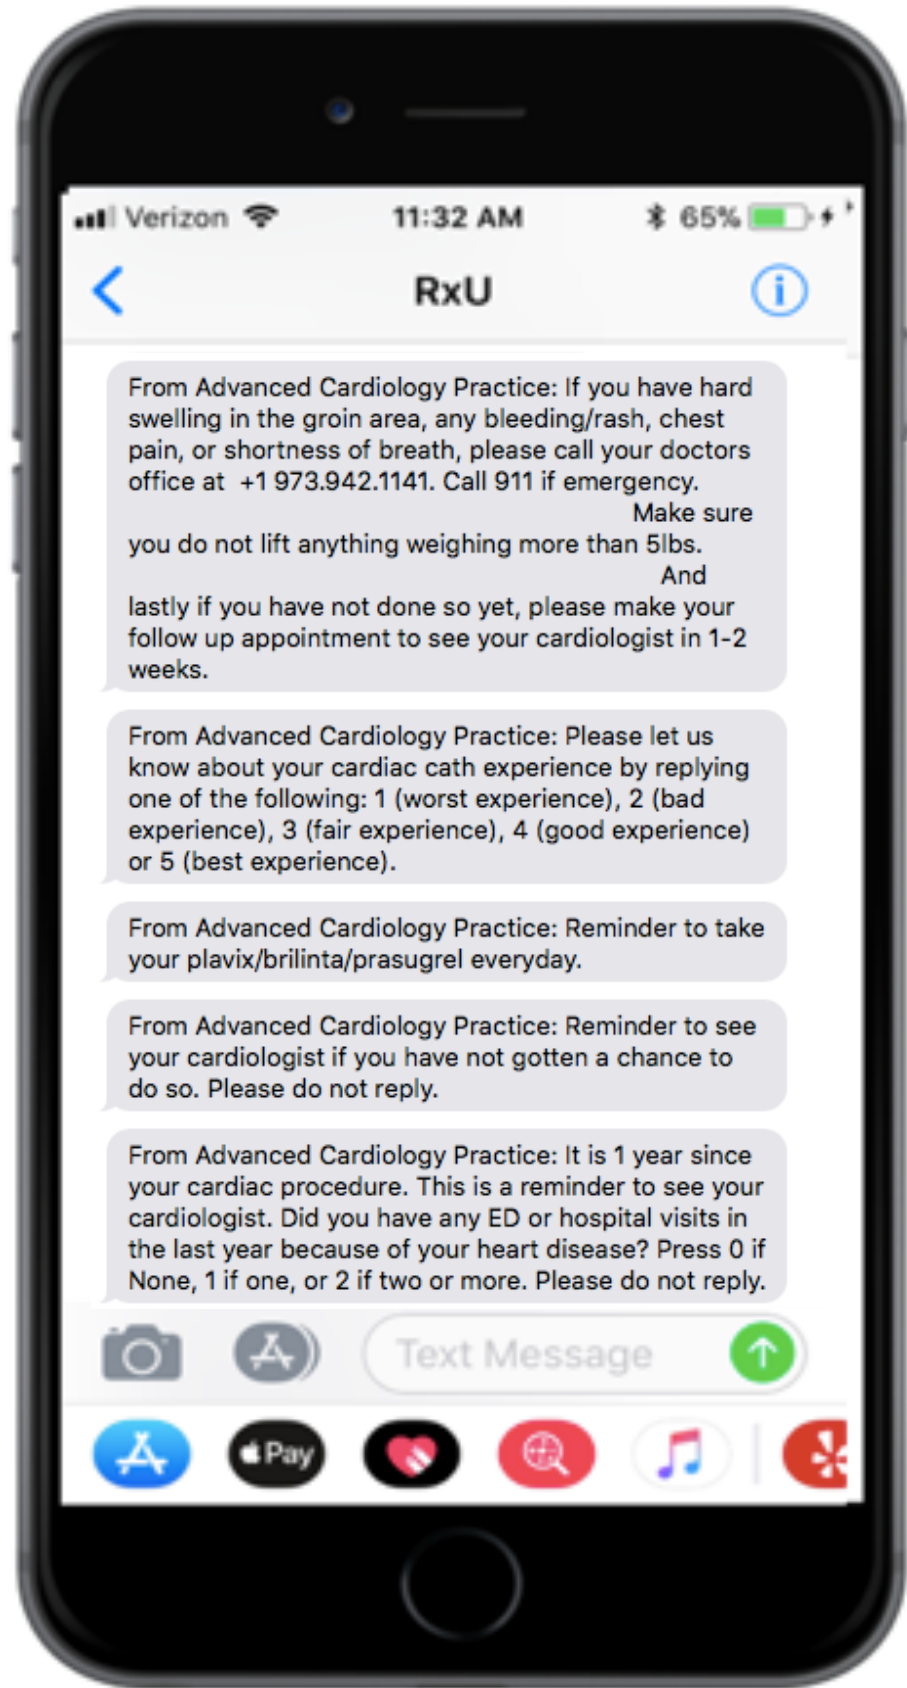 Verizon 11:32 AM 65%
RxU
From Advanced Cardiology Practice: If you have hard
swelling in the groin area, any bleeding/rash, chest
pain, or shortness of breath, please call your doctors
office at +1 973.942.1141. Call 911 if emergency.
Make sure
you do not lift anything weighing more than 5lbs.
And
lastly if you have not done so yet, please make your
follow up appointment to see your cardiologist in 1-2
weeks.
From Advanced Cardiology Practice: Please let us
know about your cardiac cath experience by replying
one of the following: 1 (worst experience), 2 (bad
experience), 3 (fair experience), 4 (good experience)
or 5 (best experience).
From Advanced Cardiology Practice: Reminder to take
your plavix/brilinta/prasugrel everyday.
From Advanced Cardiology Practice: Reminder to see
your cardiologist if you have not gotten a chance to
do so. Please do not reply.
From Advanced Cardiology Practice: It is 1 year since
your cardiac procedure. This is a reminder to see your
cardiologist. Did you have any ED or hospital visits in
the last year because of your heart disease? Press 0 if
None, 1 if one, or 2 if two or more. Please do not reply.
Text Message
Pay